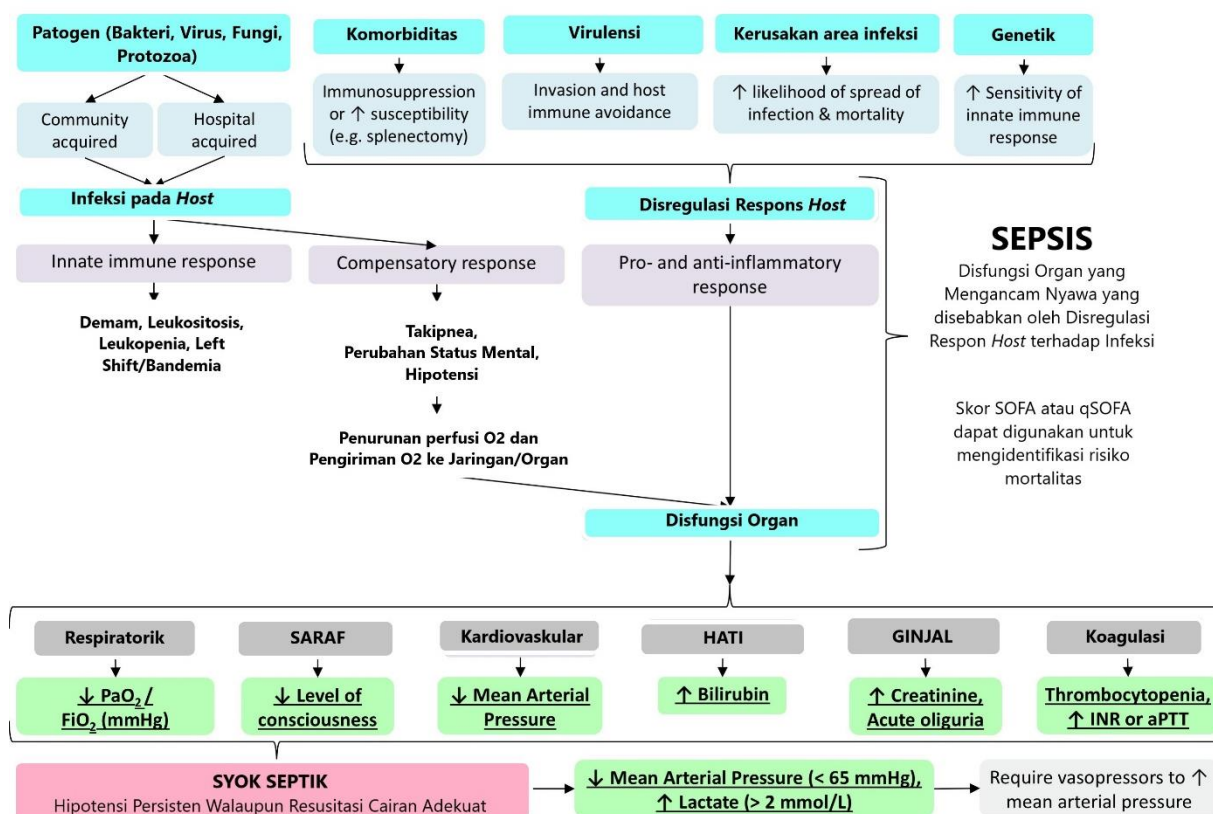 Patogen (Bakteri, Virus, Fungi,
Protozoa)
Komorbiditas
Virulensi
Kerusakan area infeksi
Genetik
Community
acquired
Hospital
acquired
Immunosuppression
or ↑ susceptibility
(e.g. splenectomy)
Invasion and host
immune avoidance
↑ likelihood of spread of
infection & mortality
↑ Sensitivity of
innate immune
response
Infeksi pada Host
Disregulasi Respons Host
Innate immune response
Compensatory response
Pro- and anti-inflammatory
response
Demam, Leukositosis,
Leukopenia, Left
Shift/Bandemia
Takipnea,
Perubahan Status Mental,
Hipotensi
Penurunan perfusi O2 dan
Pengiriman O2 ke Jaringan/Organ
SEPSIS
Disfungsi Organ yang
Mengancam Nyawa yang
disebabkan oleh Disregulasi
Respon Host terhadap Infeksi
Skor SOFA atau qSOFA
dapat digunakan untuk
mengidentifikasi risiko
mortalitas
Disfungsi Organ
Respiratorik
SARAF
Kardiovaskular
HATI
GINJAL
Koagulasi
↓ PaO₂ /
FiO₂ (mmHg)
↓ Level of
consciousness
↓ Mean Arterial
Pressure
↑ Bilirubin
↑ Creatinine,
Acute oliguria
Thrombocytopenia,
↑ INR or aPTT
SYOK SEPTIK
Hipotensi Persisten Walaupun Resusitasi Cairan Adekuat
↓ Mean Arterial Pressure (< 65 mmHg),
↑ Lactate (> 2 mmol/L)
Require vasopressors to ↑
mean arterial pressure